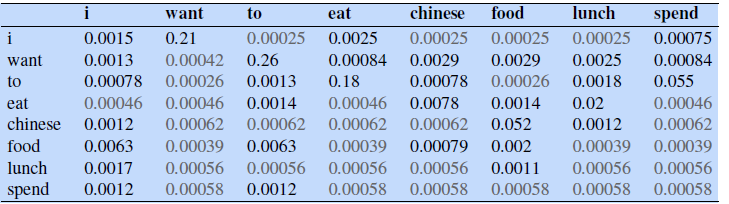 i want to eat chinese food lunch spend
i 0.0015 0.21 0.00025 0.0025 0.00025 0.00025 0.00025 0.00075
want 0.0013 0.00042 0.26 0.00084 0.0029 0.0029 0.0025 0.00084
to 0.00078 0.00026 0.0013 0.18 0.00078 0.00026 0.0018 0.055
eat 0.00046 0.00046 0.0014 0.00046 0.0078 0.0014 0.02 0.00046
chinese 0.0012 0.00062 0.00062 0.00062 0.00062 0.052 0.0012 0.00062
food 0.0063 0.00039 0.0063 0.00039 0.00079 0.002 0.00039 0.00039
lunch 0.0017 0.00056 0.00056 0.00056 0.00056 0.0011 0.00056 0.00056
spend 0.0012 0.00058 0.0012 0.00058 0.00058 0.00058 0.00058 0.00058